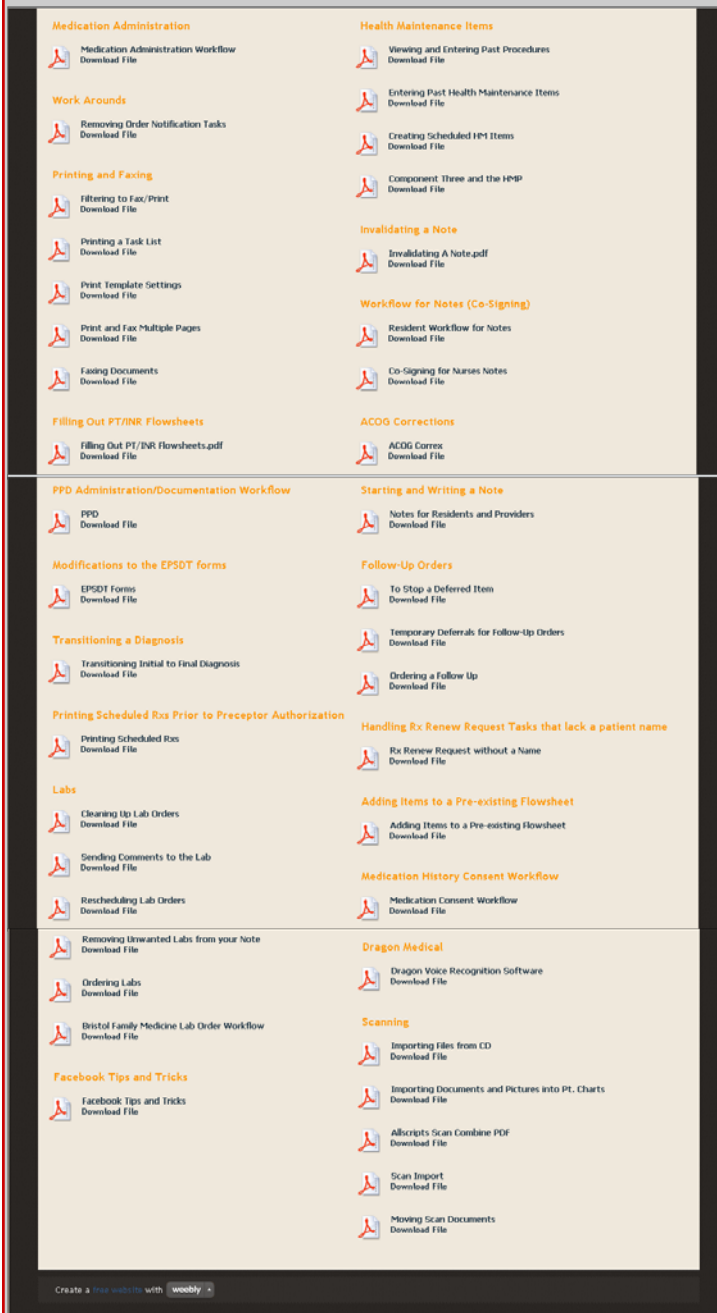 Medication Administration
Medication Administration Workflow
Download File
Work Arounds
Removing Order Notification Tasks
Download File
Printing and Faxing
Filtering to Fax/Print
Download File
Printing a Task List
Download File
Print Template Settings
Download File
Print and Fax Multiple Pages
Download File
Faxing Documents
Download File
Filling Out PT/INR Flowsheets
Filling Out PT/INR Flowsheets.pdf
Download File
Health Maintenance Items
Viewing and Entering Past Procedures
Download File
Entering Past Health Maintenance Items
Download File
Creating Scheduled HM Items
Download File
Component Three and the HMP
Download File
Invalidating a Note
Invalidating A Note.pdf
Download File
Workflow for Notes (Co-Signing)
Resident Workflow for Notes
Download File
Co-Signing for Nurses Notes
Download File
ACOG Corrections
ACOG Correx
Download File
PPD Administration/Documentation Workflow
PPD
Download File
Modifications to the EPSDT forms
EPSDT Forms
Download File
Transitioning a Diagnosis
Transitioning Initial to Final Diagnosis
Download File
Printing Scheduled Rxs Prior to Preceptor Authorization
Printing Scheduled Rxs
Download File
Labs
Cleaning Up Lab Orders
Download File
Sending Comments to the Lab
Download File
Rescheduling Lab Orders
Download File
Starting and Writing a Note
Notes for Residents and Providers
Download File
Follow-Up Orders
To Stop a Deferred Item
Download File
Temporary Deferrals for Follow-Up Orders
Download File
Ordering a Follow Up
Download File
Handling Rx Renew Request Tasks that lack a patient name
Rx Renew Request without a Name
Download File
Adding Items to a Pre-existing Flowsheet
Adding Items to a Pre-existing Flowsheet
Download File
Medication History Consent Workflow
Medication Consent Workflow
Download File
Removing Unwanted Labs from your Note
Download File
Ordering Labs
Download File
Bristol Family Medicine Lab Order Workflow
Download File
Facebook Tips and Tricks
Facebook Tips and Tricks
Download File
Dragon Medical
Dragon Voice Recognition Software
Download File
Scanning
Importing Files from CD
Download File
Importing Documents and Pictures into Pt. Charts
Download File
Allscripts Scan Combine PDF
Download File
Scan Import
Download File
Moving Scan Documents
Download File
Create a free website with weebly